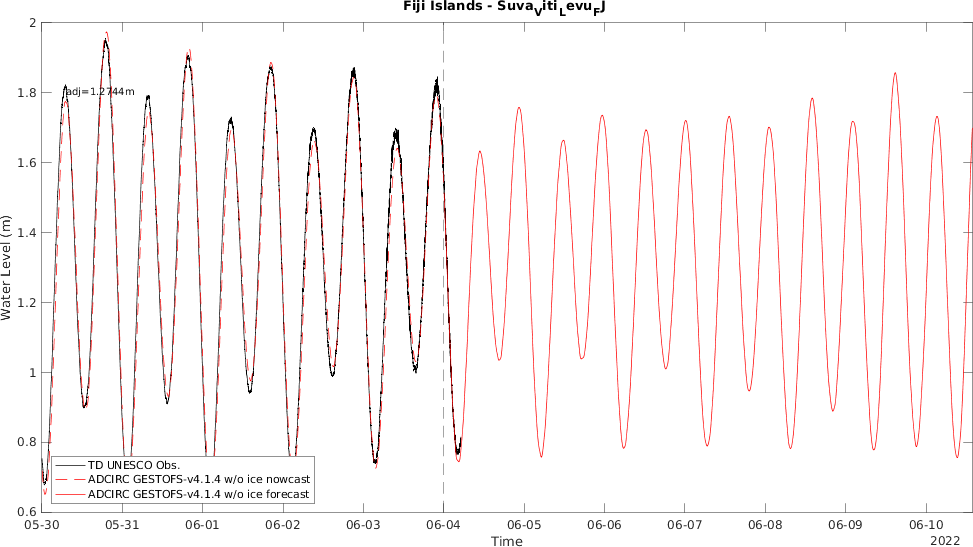 Fiji Islands - SuvaVitiLevuFJ
2
1.8
1.6
1.4
1.2
1
0.8
0.6
Water Level (m)
adj=1.2744m
TD UNESCO Obs.
ADCIRC GESTOFS-v4.1.4 w/o ice nowcast
ADCIRC GESTOFS-v4.1.4 w/o ice forecast
05-30 05-31 06-01 06-02 06-03 06-04 06-05 06-06 06-07 06-08 06-09 06-10
Time
2022